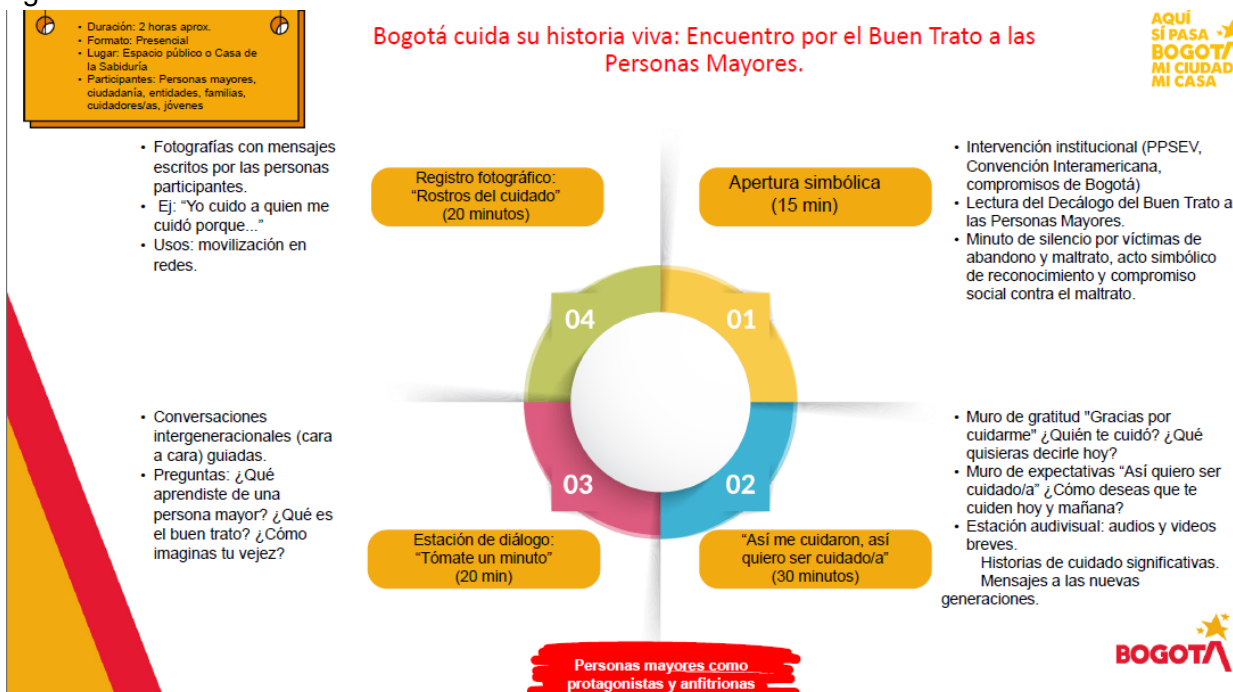 • Duración: 2 horas aprox.
• Formato: Presencial
• Lugar: Espacio público o Casa de
la Sabiduría
• Participantes: Personas mayores,
ciudadanía, entidades, familias,
cuidadores/as, jóvenes
Bogotá cuida su historia viva: Encuentro por el Buen Trato a las
Personas Mayores.
AQUÍ
SÍ PASA
BOGOTÁ
MI CIUDAD
MI CASA
• Fotografías con mensajes
escritos por las personas
participantes.
• Ej: “Yo cuido a quien me
cuidó porque...”
• Usos: movilización en
redes.
Registro fotográfico:
“Rostros del cuidado”
(20 minutos)
Apertura simbólica
(15 min)
• Intervención institucional (PPSEV,
Convención Interamericana,
compromisos de Bogotá)
• Lectura del Decálogo del Buen Trato a
las Personas Mayores.
• Minuto de silencio por víctimas de
abandono y maltrato, acto simbólico
de reconocimiento y compromiso
social contra el maltrato.
04
01
03
02
• Conversaciones
intergeneracionales (cara
a cara) guiadas.
• Preguntas: ¿Qué
aprendiste de una
persona mayor? ¿Qué es
el buen trato? ¿Cómo
imaginas tu vejez?
Estación de diálogo:
“Tómate un minuto”
(20 min)
“Así me cuidaron, así
quiero ser cuidado/a”
(30 minutos)
• Muro de gratitud "Gracias por
cuidarme" ¿Quién te cuidó? ¿Qué
quisieras decirle hoy?
• Muro de expectativas “Así quiero ser
cuidado/a” ¿Cómo deseas que te
cuiden hoy y mañana?
• Estación audivisual: audios y videos
breves.
Historias de cuidado significativas.
Mensajes a las nuevas
generaciones.
Personas mayores como
protagonistas y anfitrionas
BOGOTÁ